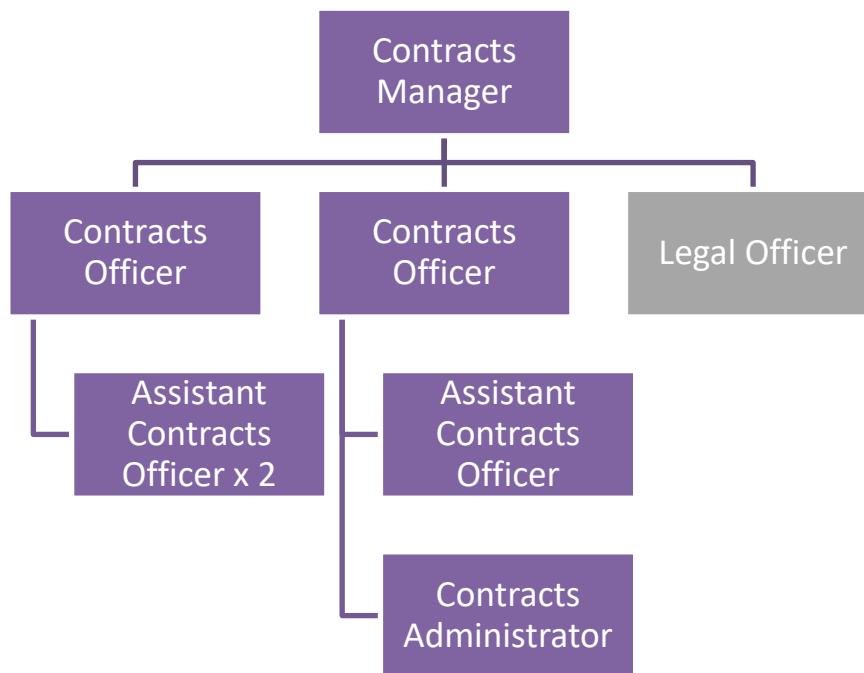 Contracts
Manager
Contracts
Officer
Contracts
Officer
Legal Officer
Assistant
Contracts
Officer x 2
Assistant
Contracts
Officer
Contracts
Administrator